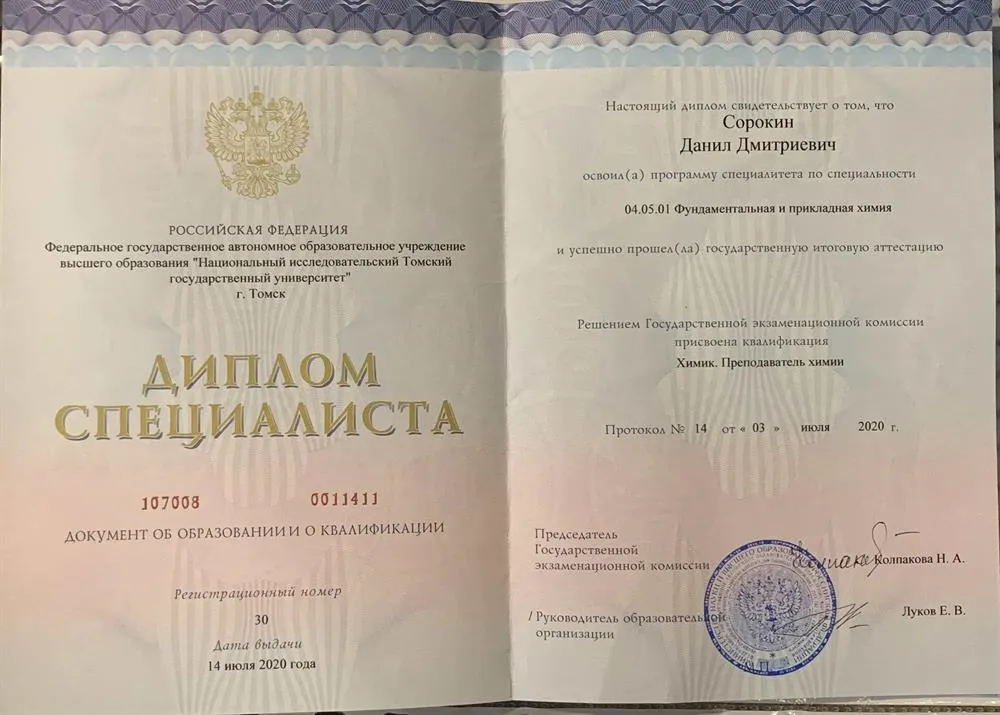 РОССИЙСКАЯ ФЕДЕРАЦИЯ
Федеральное государственное автономное образовательное учреждение
высшего образования "Национальный исследовательский Томский
государственный университет"
г. Томск
ДИПЛОМ
СПЕЦИАЛИСТА
107008 0011411
ДОКУМЕНТ ОБ ОБРАЗОВАНИИ И О КВАЛИФИКАЦИИ
Регистрационный номер
30
Дата выдачи
14 июля 2020 года
Настоящий диплом свидетельствует о том, что
Сорокин
Данил Дмитриевич
освоил(а) программу специалитета по специальности
04.05.01 Фундаментальная и прикладная химия
и успешно прошел(ла) государственную итоговую аттестацию
Решением Государственной экзаменационной комиссии
присвоена квалификация
Химик. Преподаватель химии
Протокол № 14 от « 03 » июля 2020 г.
Председатель
Государственной
экзаменационной комиссии Колпакова Н. А.
/ Руководитель образовательной Луков Е. В.
организации
М.П.